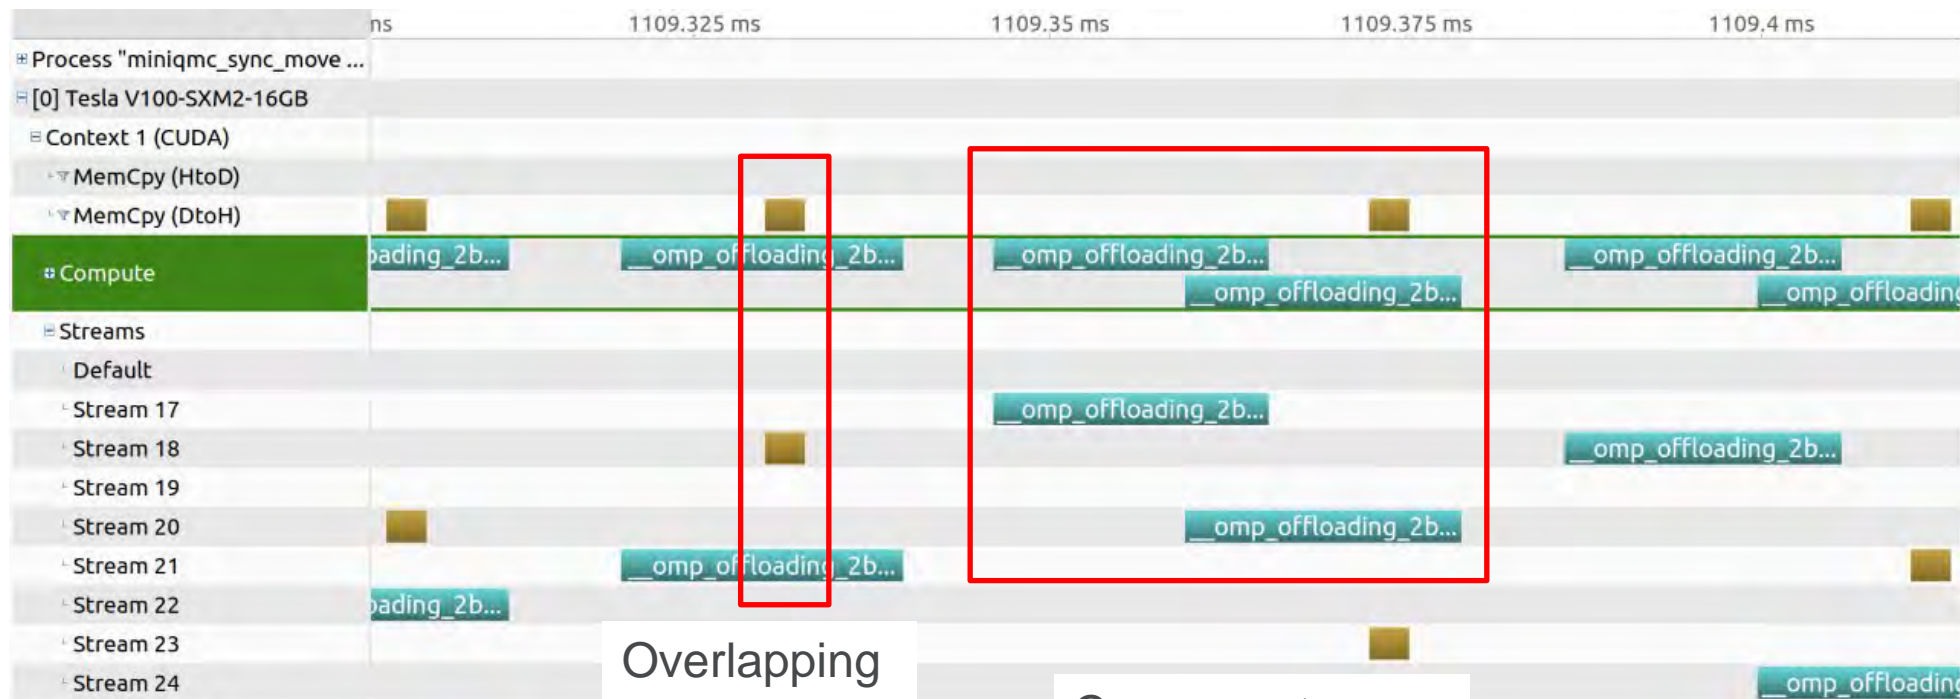 ns 1109.325 ms 1109.35 ms 1109.375 ms 1109.4 ms
Process "miniqmc_sync_move ...
[0] Tesla V100-SXM2-16GB
Context 1 (CUDA)
MemCpy (HtoD)
MemCpy (DtoH)
oading_2b... __omp_offloading_2b... __omp_offloading_2b... __omp_offloading_2b...
Compute
__omp_offloading_2b... __omp_offloading
Streams
Default
Stream 17 __omp_offloading_2b...
Stream 18 __omp_offloading_2b...
Stream 19
Stream 20 __omp_offloading_2b...
Stream 21 __omp_offloading_2b...
Stream 22 oading_2b...
Stream 23
Overlapping
Stream 24 __omp_offloading